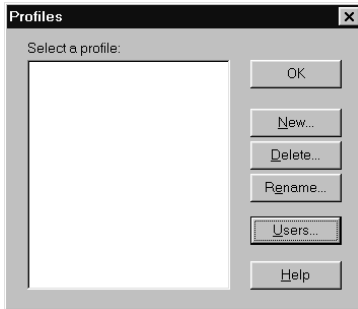 Profiles
Select a profile:
OK
New...
Delete...
Rename...
Users...
Help